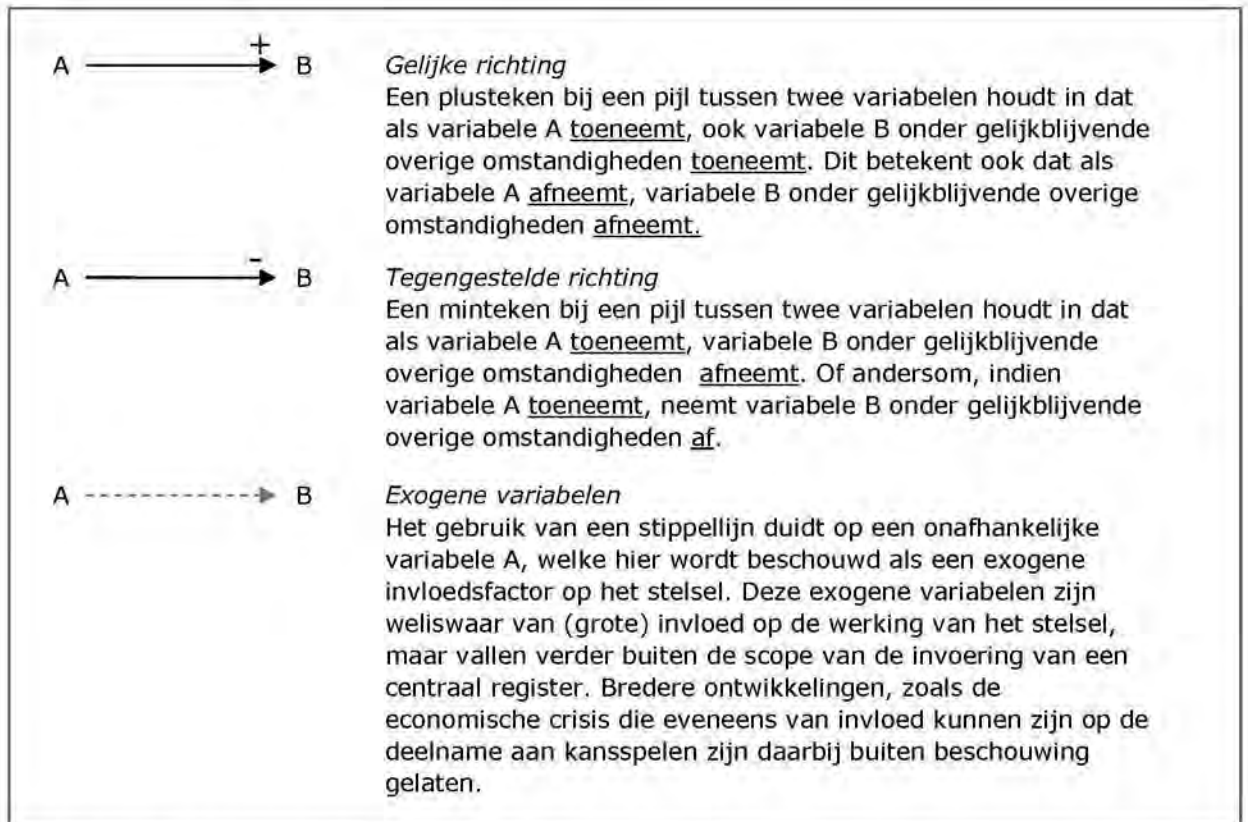 A + B Gelijke richting
Een plusteken bij een pijl tussen twee variabelen houdt in dat
als variabele A toeneemt, ook variabele B onder gelijkblijvende
overige omstandigheden toeneemt. Dit betekent ook dat als
variabele A afneemt, variabele B onder gelijkblijvende overige
omstandigheden afneemt.
A - B Tegengestelde richting
Een minteken bij een pijl tussen twee variabelen houdt in dat
als variabele A toeneemt, variabele B onder gelijkblijvende
overige omstandigheden afneemt. Of andersom, indien
variabele A toeneemt, neemt variabele B onder gelijkblijvende
overige omstandigheden af.
A B Exogene variabelen
Het gebruik van een stippellijn duidt op een onafhankelijke
variabele A, welke hier wordt beschouwd als een exogene
invloedsfactor op het stelsel. Deze exogene variabelen zijn
weliswaar van (grote) invloed op de werking van het stelsel,
maar vallen verder buiten de scope van de invoering van een
centraal register. Bredere ontwikkelingen, zoals de
economische crisis die eveneens van invloed kunnen zijn op de
deelname aan kansspelen zijn daarbij buiten beschouwing
gelaten.